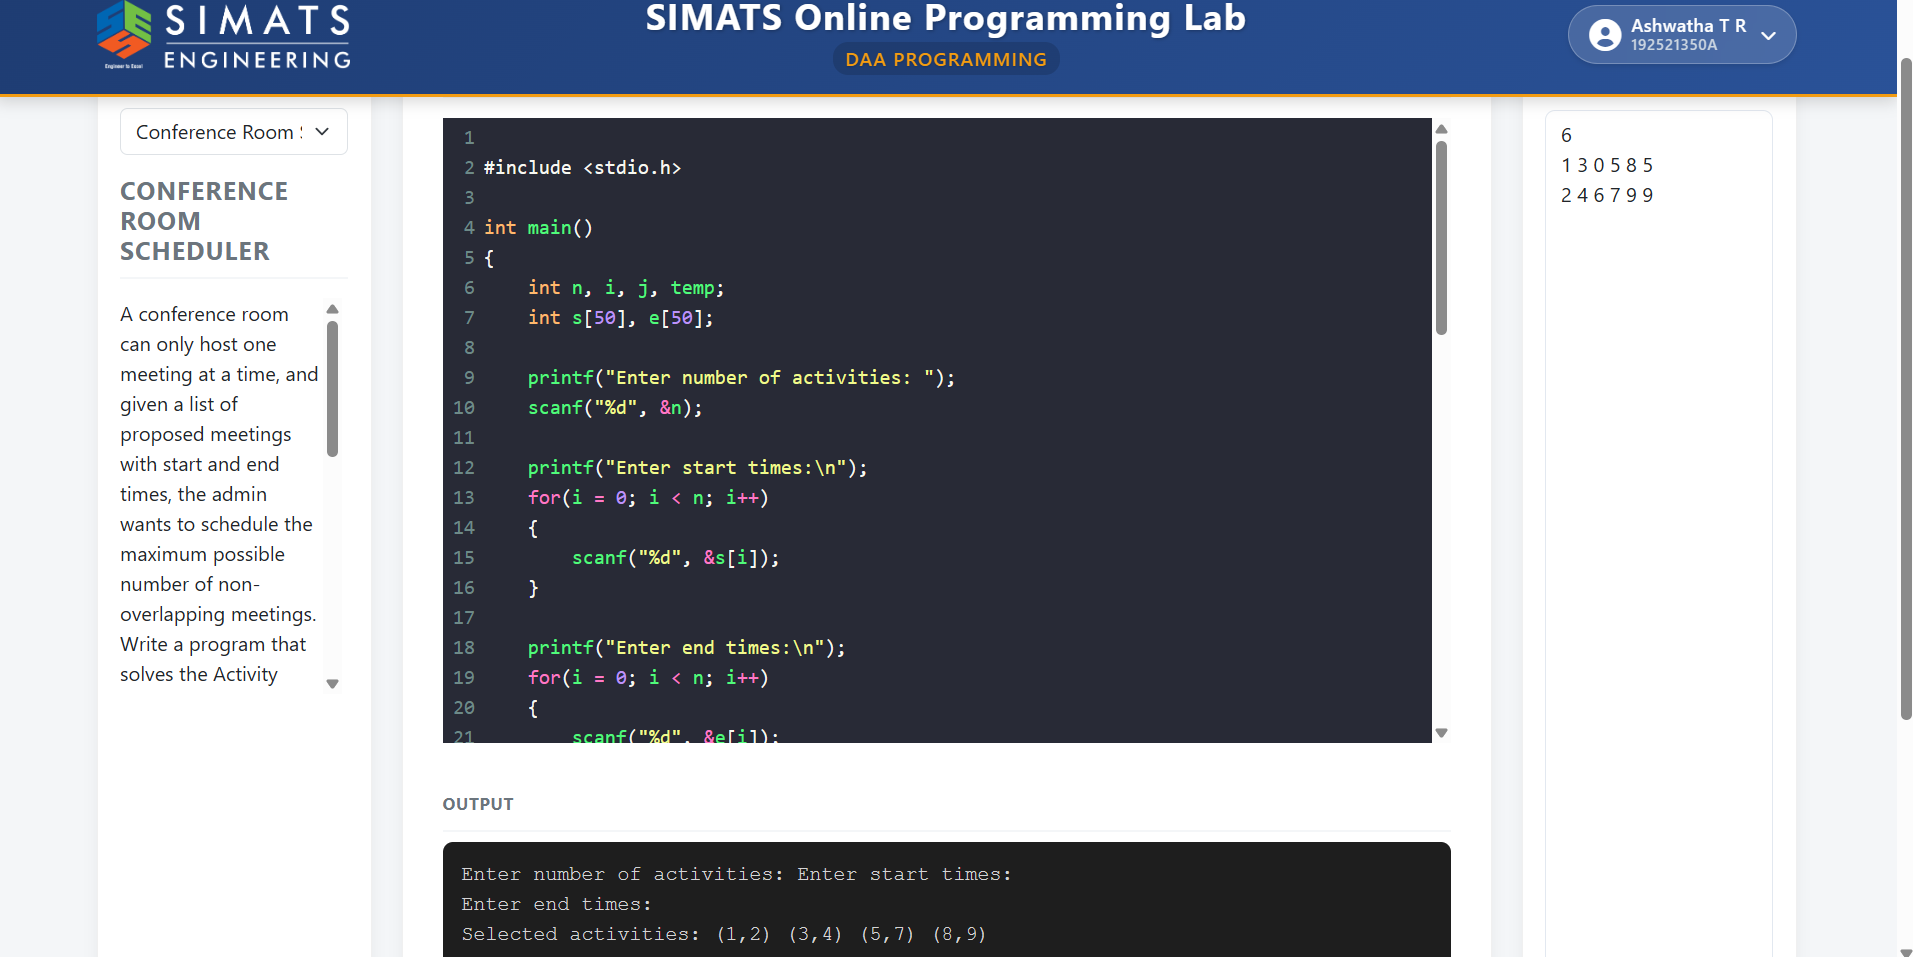 SIMATS
ENGINEERING
Engineer to Excel
SIMATS Online Programming Lab
DAA PROGRAMMING
Ashwatha T R
192521350A
Conference Room
CONFERENCE
ROOM
SCHEDULER
A conference room
can only host one
meeting at a time, and
given a list of
proposed meetings
with start and end
times, the admin
wants to schedule the
maximum possible
number of non-
overlapping meetings.
Write a program that
solves the Activity
1
2 #include <stdio.h>
3
4 int main()
5 {
6     int n, i, j, temp;
7     int s[50], e[50];
8
9     printf("Enter number of activities: ");
10     scanf("%d", &n);
11
12     printf("Enter start times:\n");
13     for(i = 0; i < n; i++)
14     {
15         scanf("%d", &s[i]);
16     }
17
18     printf("Enter end times:\n");
19     for(i = 0; i < n; i++)
20     {
21         scanf("%d", &e[i]);
OUTPUT
Enter number of activities: Enter start times:
Enter end times:
Selected activities: (1,2) (3,4) (5,7) (8,9)
6
1 3 0 5 8 5
2 4 6 7 9 9